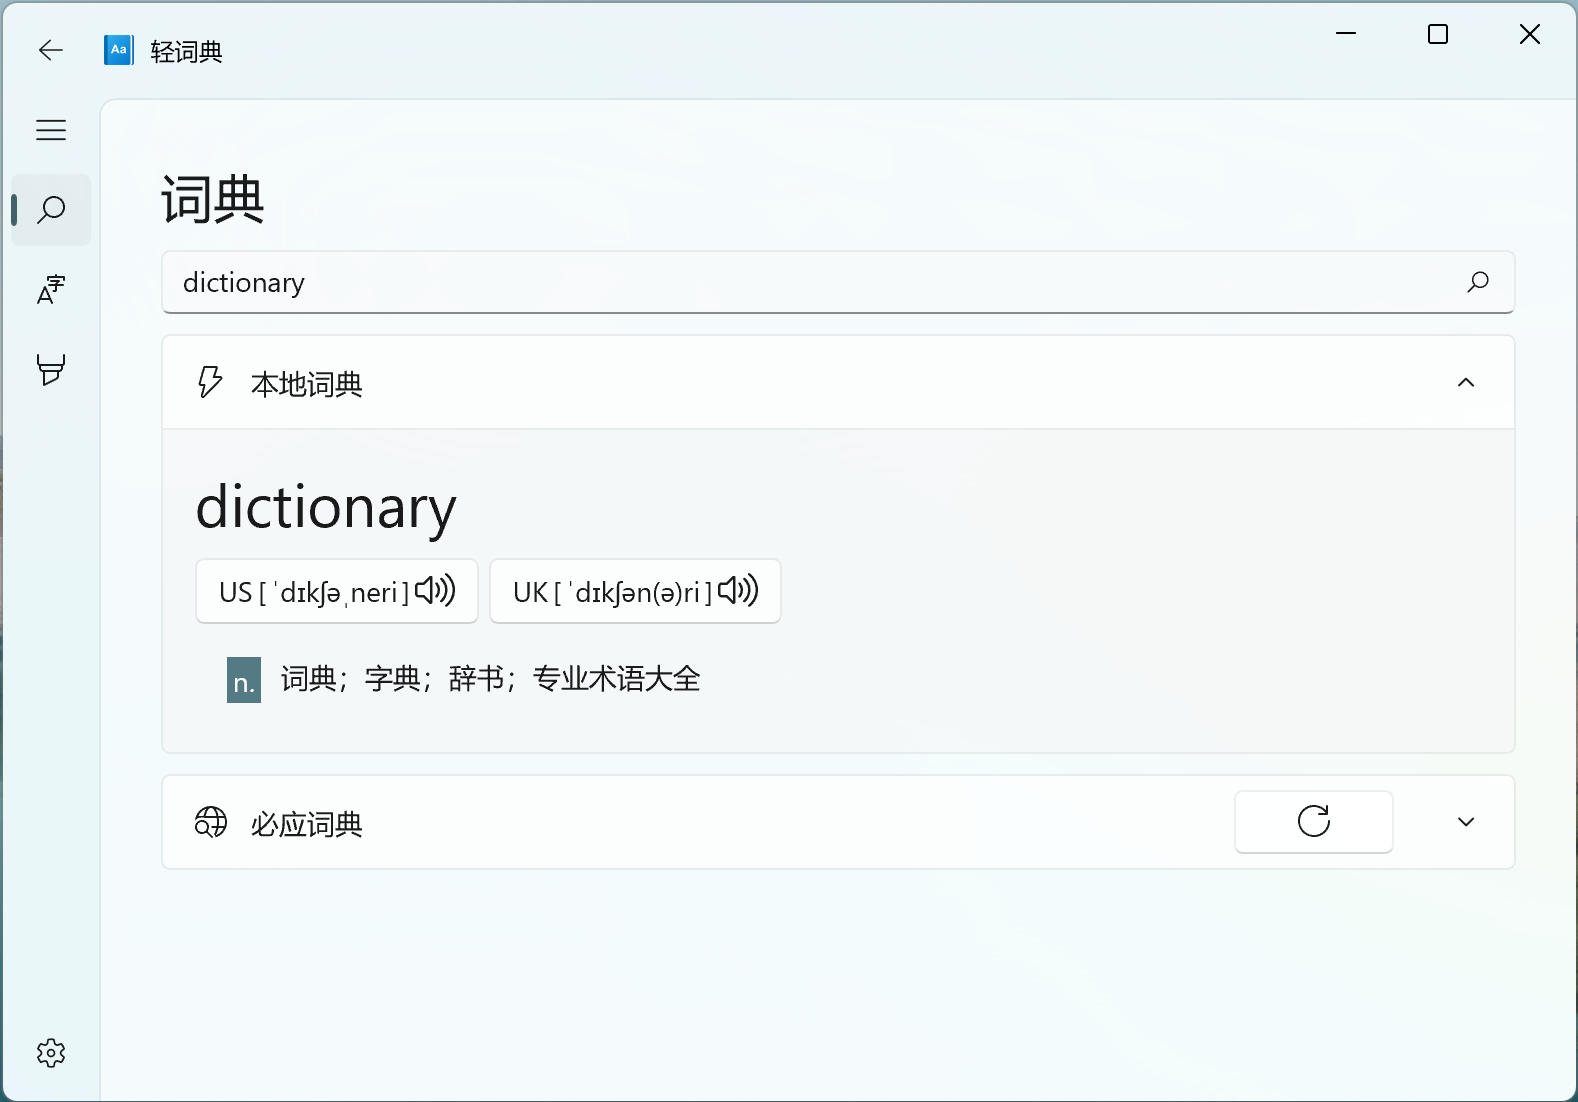 Aa 轻词典
词典
dictionary
本地词典
dictionary
US [ ˈdɪkʃəˌneri ] UK [ ˈdɪkʃən(ə)ri ]
n. 词典；字典；辞书；专业术语大全
必应词典